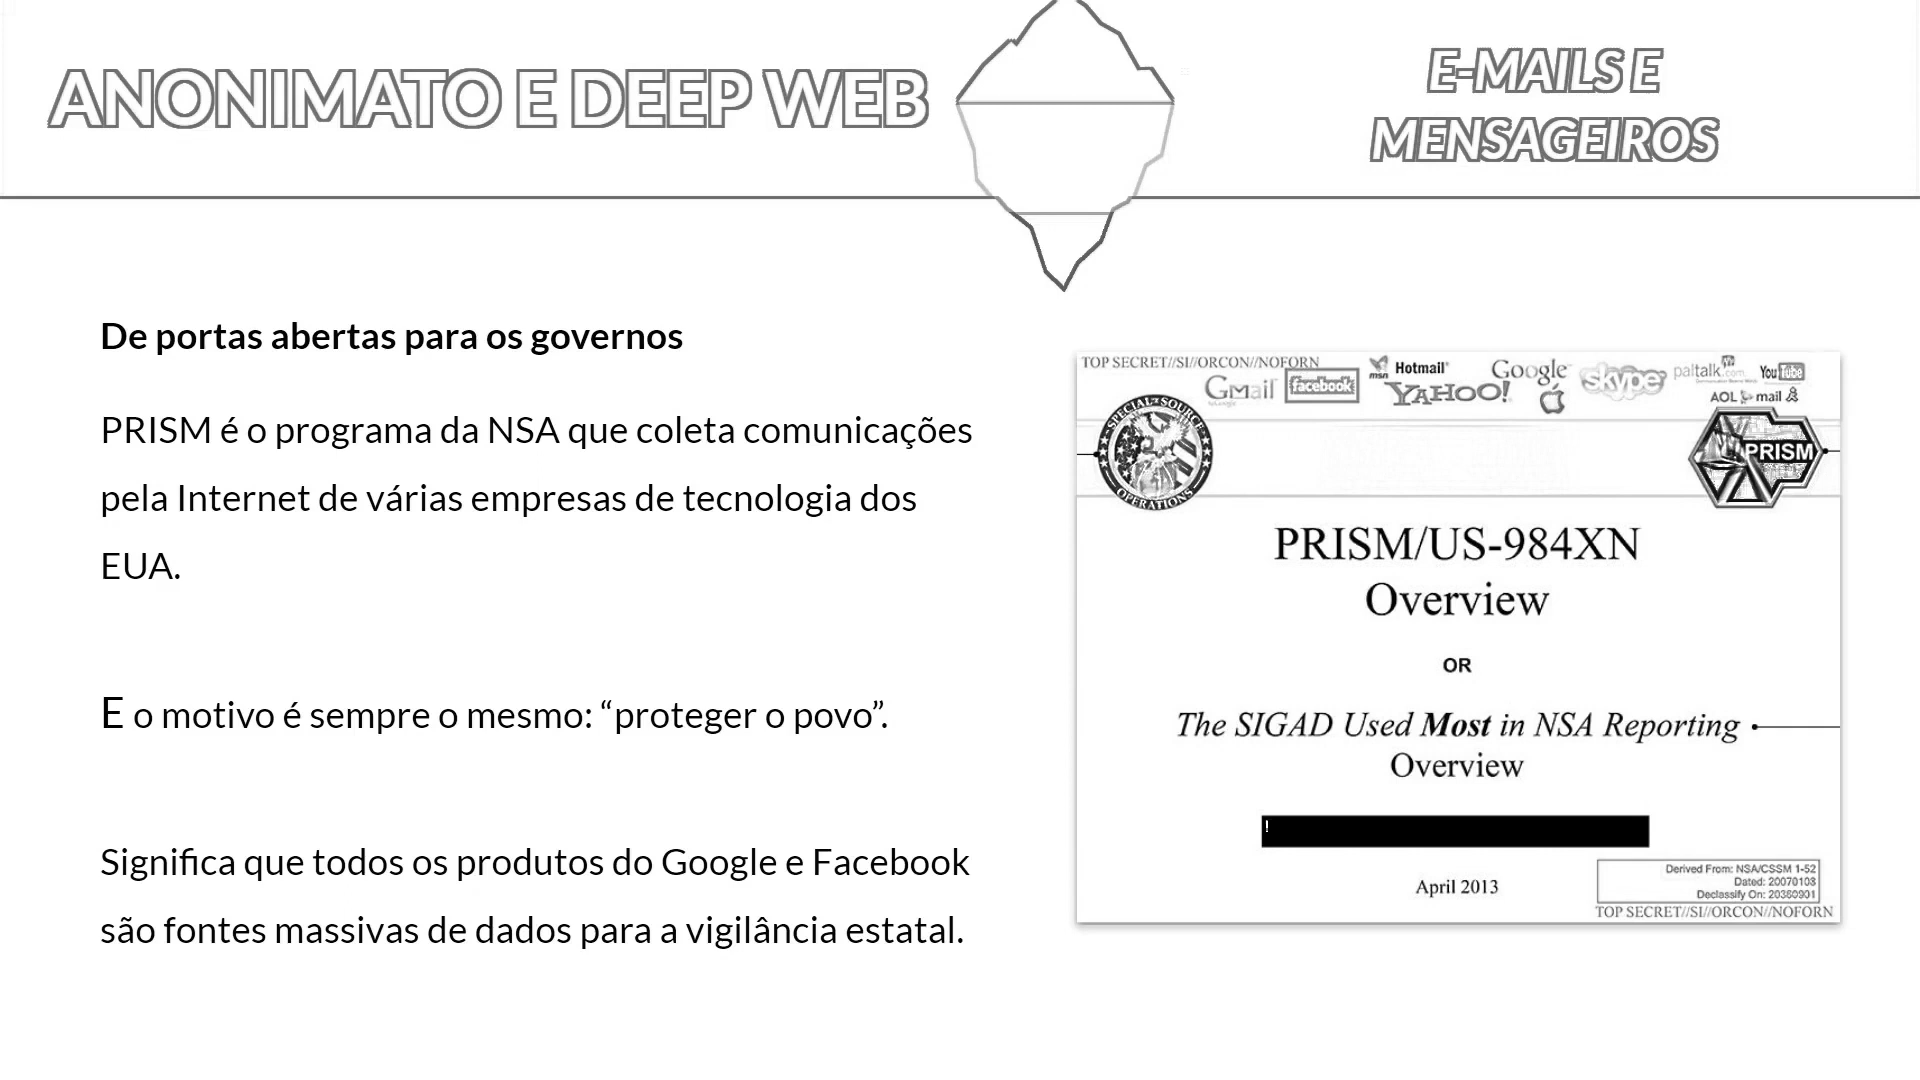 ANONIMATO E DEEP WEB
E-MAILS E
MENSAGEIROS
De portas abertas para os governos
PRISM é o programa da NSA que coleta comunicações
pela Internet de várias empresas de tecnologia dos
EUA.
E o motivo é sempre o mesmo: “proteger o povo”.
Significa que todos os produtos do Google e Facebook
são fontes massivas de dados para a vigilância estatal.
TOP SECRET//SI//ORCON//NOFORN
Gmail
facebook
msn Hotmail
YAHOO!
Google
skype
paltalk.com
YouTube
AOL mail
SPECIAL SOURCE
OPERATIONS
PRISM
PRISM/US-984XN
Overview
OR
The SIGAD Used Most in NSA Reporting
Overview
!
April 2013
Derived From: NSA/CSSM 1-52
Dated: 20070108
Declassify On: 20360901
TOP SECRET//SI//ORCON//NOFORN